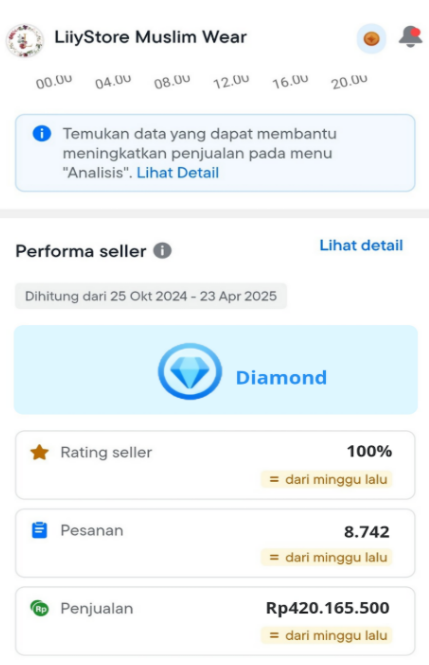 LiiyStore Muslim Wear
00.00 04.00 08.00 12.00 16.00 20.00
Temukan data yang dapat membantu
meningkatkan penjualan pada menu
"Analisis". Lihat Detail
Performa seller
Lihat detail
Dihitung dari 25 Okt 2024 - 23 Apr 2025
Diamond
Rating seller
100%
= dari minggu lalu
Pesanan
8.742
= dari minggu lalu
Rp
Penjualan
Rp420.165.500
= dari minggu lalu